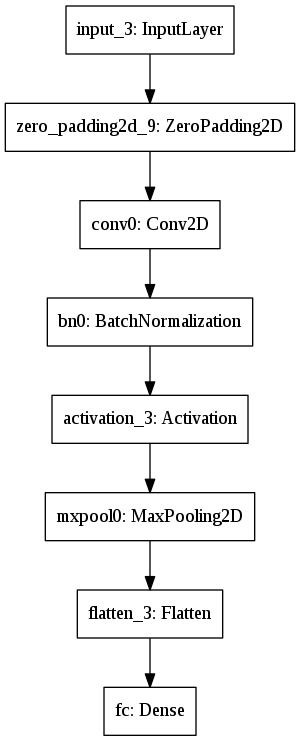 input_3: InputLayer
zero_padding2d_9: ZeroPadding2D
conv0: Conv2D
bn0: BatchNormalization
activation_3: Activation
mxpool0: MaxPooling2D
flatten_3: Flatten
fc: Dense